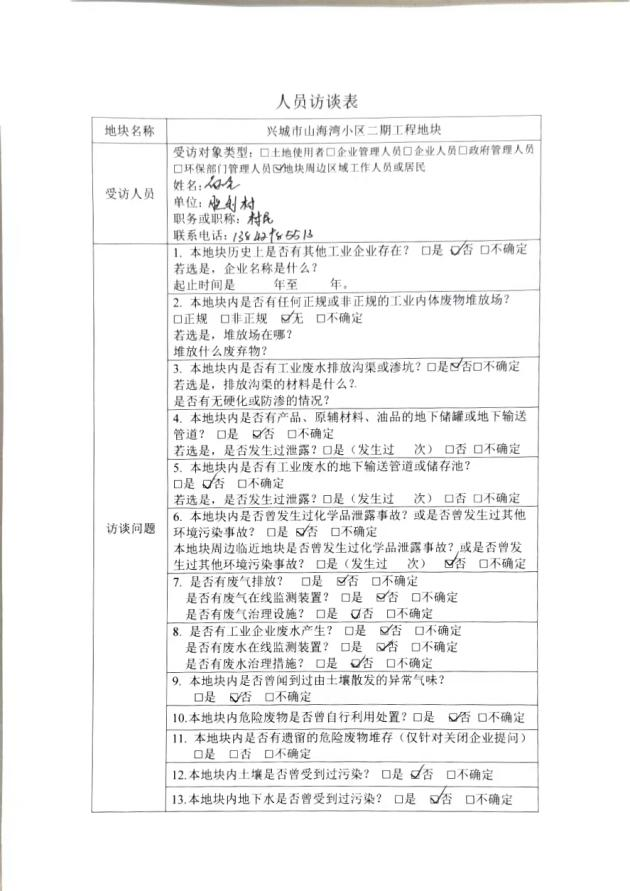 人员访谈表
地块名称 兴城市山海湾小区二期工程地块
受访人员
受访对象类型：□土地使用者□企业管理人员□企业人员□政府管理人员
□环保部门管理人员☑地块周边区域工作人员或居民
姓名：
单位：胜利村
职务或职称：村民
联系电话：
访谈问题
1. 本地块历史上是否有其他工业企业存在？ □是 ☑否 □不确定
若选是，企业名称是什么？
起止时间是 年至 年。
2. 本地块内是否有任何正规或非正规的工业内体废物堆放场？
□正规 □非正规 ☑无 □不确定
若选是，堆放场在哪？
堆放什么废弃物？
3. 本地块内是否有工业废水排放沟渠或渗坑？□是☑否□不确定
若选是，排放沟渠的材料是什么？
是否有无硬化或防渗的情况？
4. 本地块内是否有产品、原辅材料、油品的地下储罐或地下输送
管道？ □是 ☑否 □不确定
若选是，是否发生过泄露？□是（发生过 次） □否 □不确定
5. 本地块内是否有工业废水的地下输送管道或储存池？
□是 ☑否 □不确定
若选是，是否发生过泄露？□是（发生过 次） □否 □不确定
6. 本地块内是否曾发生过化学品泄露事故？或是否曾发生过其他
环境污染事故？ □是 ☑否 □不确定
本地块周边临近地块是否曾发生过化学品泄露事故？或是否曾发
生过其他环境污染事故？ □是（发生过 次） ☑否 □不确定
7. 是否有废气排放？ □是 ☑否 □不确定
是否有废气在线监测装置？ □是 ☑否 □不确定
是否有废气治理设施？ □是 ☑否 □不确定
8. 是否有工业企业废水产生？ □是 ☑否 □不确定
是否有废水在线监测装置？ □是 ☑否 □不确定
是否有废水治理措施？ □是 ☑否 □不确定
9. 本地块内是否曾闻到过由土壤散发的异常气味？
□是 ☑否 □不确定
10.本地块内危险废物是否曾自行利用处置？□是 ☑否 □不确定
11. 本地块内是否有遗留的危险废物堆存（仅针对关闭企业提问）
□是 □否 □不确定
12.本地块内土壤是否曾受到过污染？ □是 ☑否 □不确定
13.本地块内地下水是否曾受到过污染？ □是 ☑否 □不确定